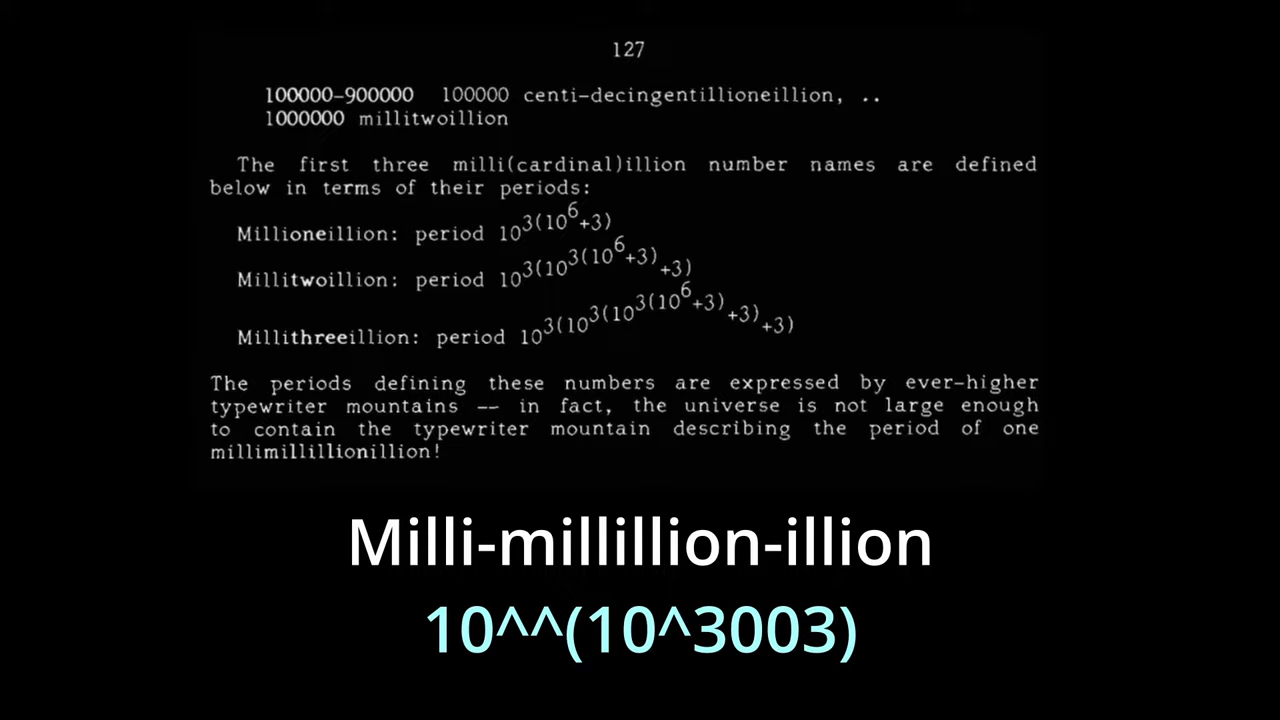 127
100000-900000 100000 centi-decingentillioneillion, ..
1000000 millitwoillion
The first three milli(cardinal)illion number names are defined
below in terms of their periods:
Millioneillion: period 10^3(10^6+3)
Millitwoillion: period 10^3(10^3(10^6+3)+3)
Millithreeillion: period 10^3(10^3(10^3(10^6+3)+3)+3)
The periods defining these numbers are expressed by ever-higher
typewriter mountains -- in fact, the universe is not large enough
to contain the typewriter mountain describing the period of one
millimillillionillion!
Milli-millillion-illion
10^^(10^3003)